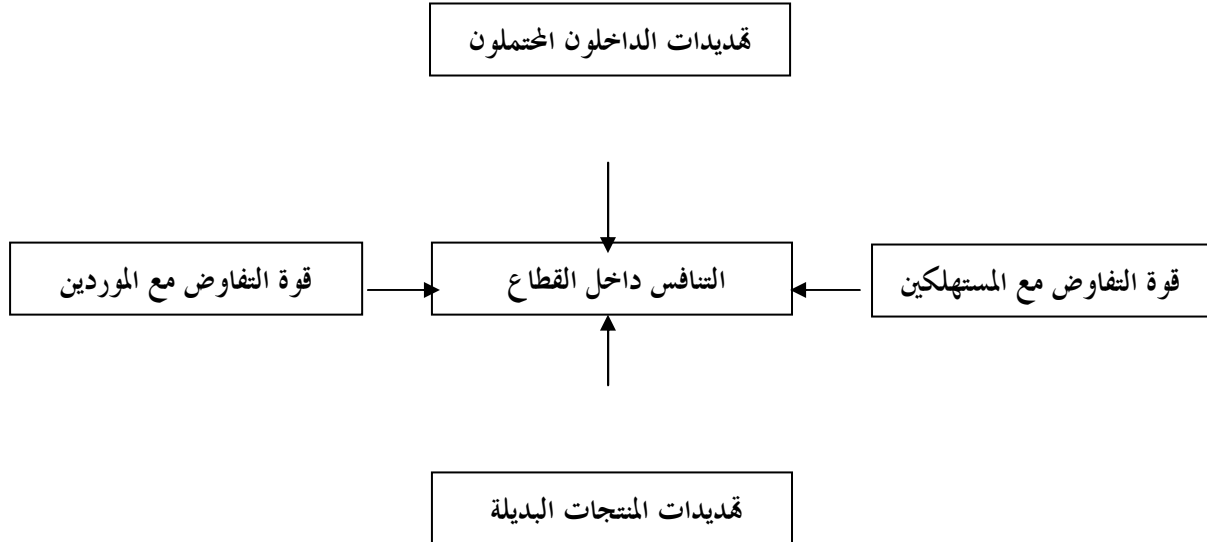 تهديدات الداخلون المحتملون
قوة التفاوض مع المستهلكين
التنافس داخل القطاع
قوة التفاوض مع الموردين
تهديدات المنتجات البديلة